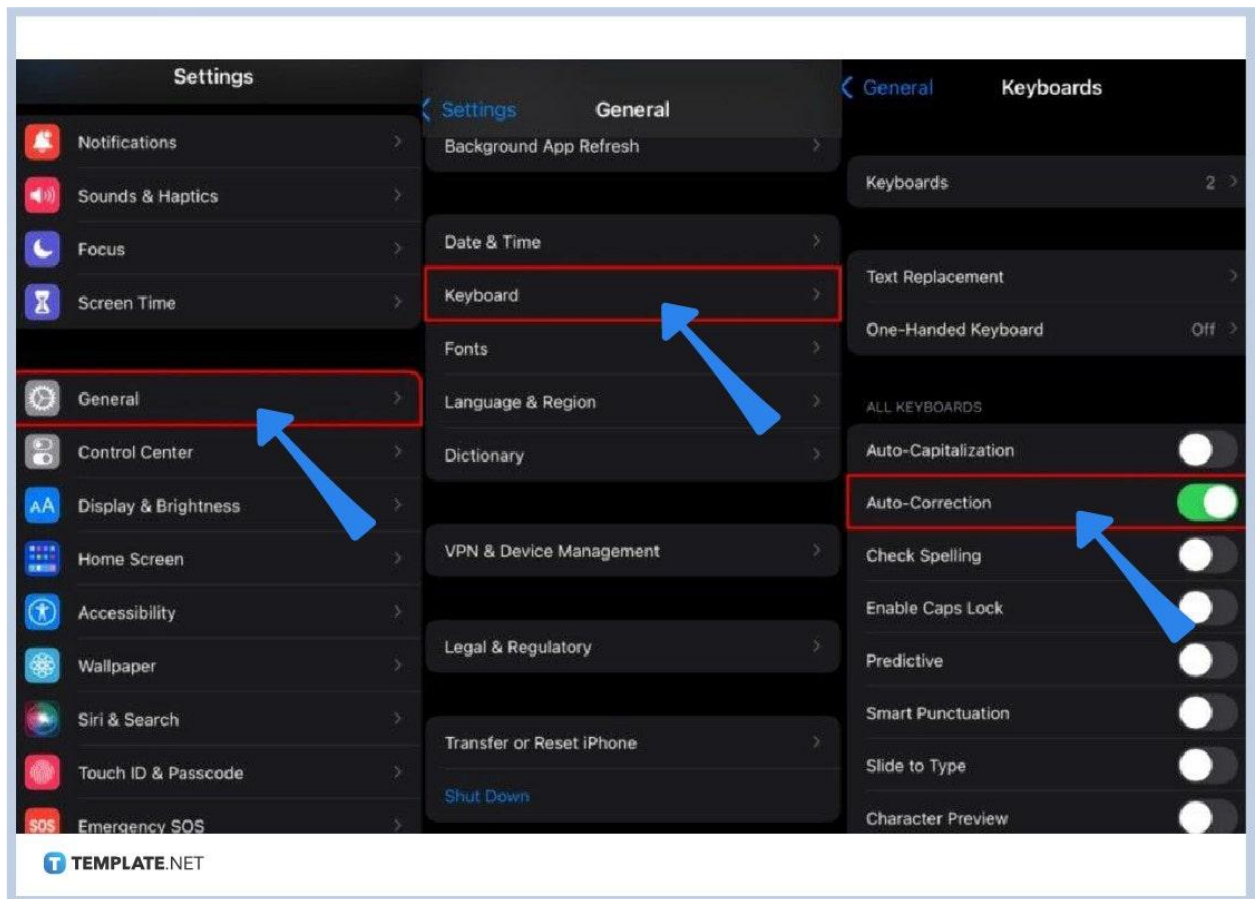 Settings
Notifications
Sounds & Haptics
Focus
Screen Time
General
Control Center
AA Display & Brightness
Home Screen
Accessibility
Wallpaper
Siri & Search
Touch ID & Passcode
SOS Emergency SOS
Settings General
Background App Refresh
Date & Time
Keyboard
Fonts
Language & Region
Dictionary
VPN & Device Management
Legal & Regulatory
Transfer or Reset iPhone
Shut Down
General Keyboards
Keyboards 2
Text Replacement
One-Handed Keyboard Off
ALL KEYBOARDS
Auto-Capitalization
Auto-Correction
Check Spelling
Enable Caps Lock
Predictive
Smart Punctuation
Slide to Type
Character Preview
T TEMPLATE.NET